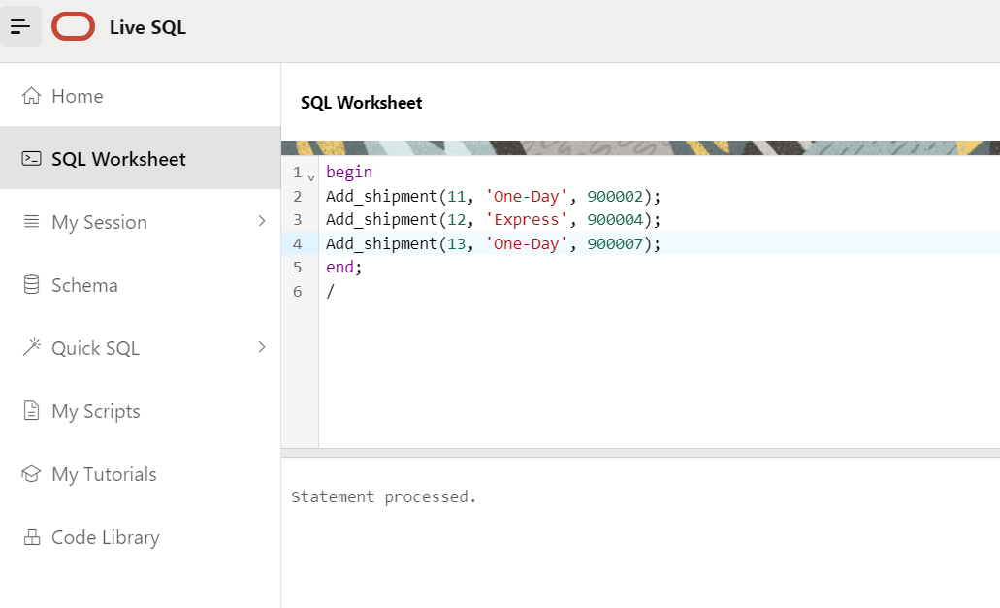 Live SQL
Home
SQL Worksheet
My Session
Schema
Quick SQL
My Scripts
My Tutorials
Code Library
SQL Worksheet
1 begin
2 Add_shipment(11, 'One-Day', 900002);
3 Add_shipment(12, 'Express', 900004);
4 Add_shipment(13, 'One-Day', 900007);
5 end;
6 /
Statement processed.